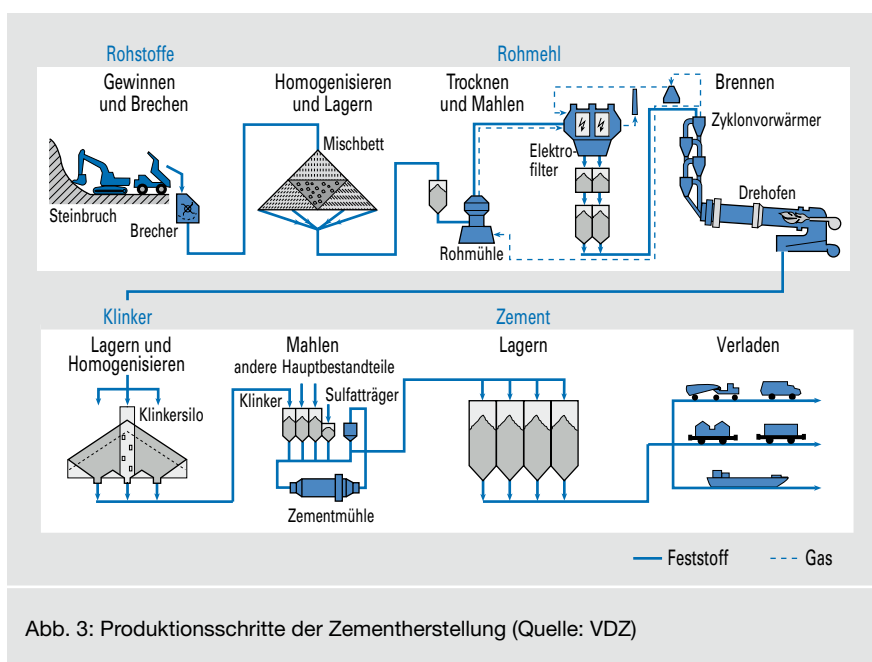 Rohstoffe
Rohmehl
Gewinnen
und Brechen
Homogenisieren
und Lagern
Trocknen
und Mahlen
Brennen
Steinbruch
Brecher
Mischbett
Rohmühle
Elektro-
filter
Zyklonvorwärmer
Drehofen
Klinker
Zement
Lagern und
Homogenisieren
Mahlen
Lagern
Verladen
andere Hauptbestandteile
Klinker
Sulfatträger
Klinkersilo
Zementmühle
Feststoff
Gas
Abb. 3: Produktionsschritte der Zementherstellung (Quelle: VDZ)